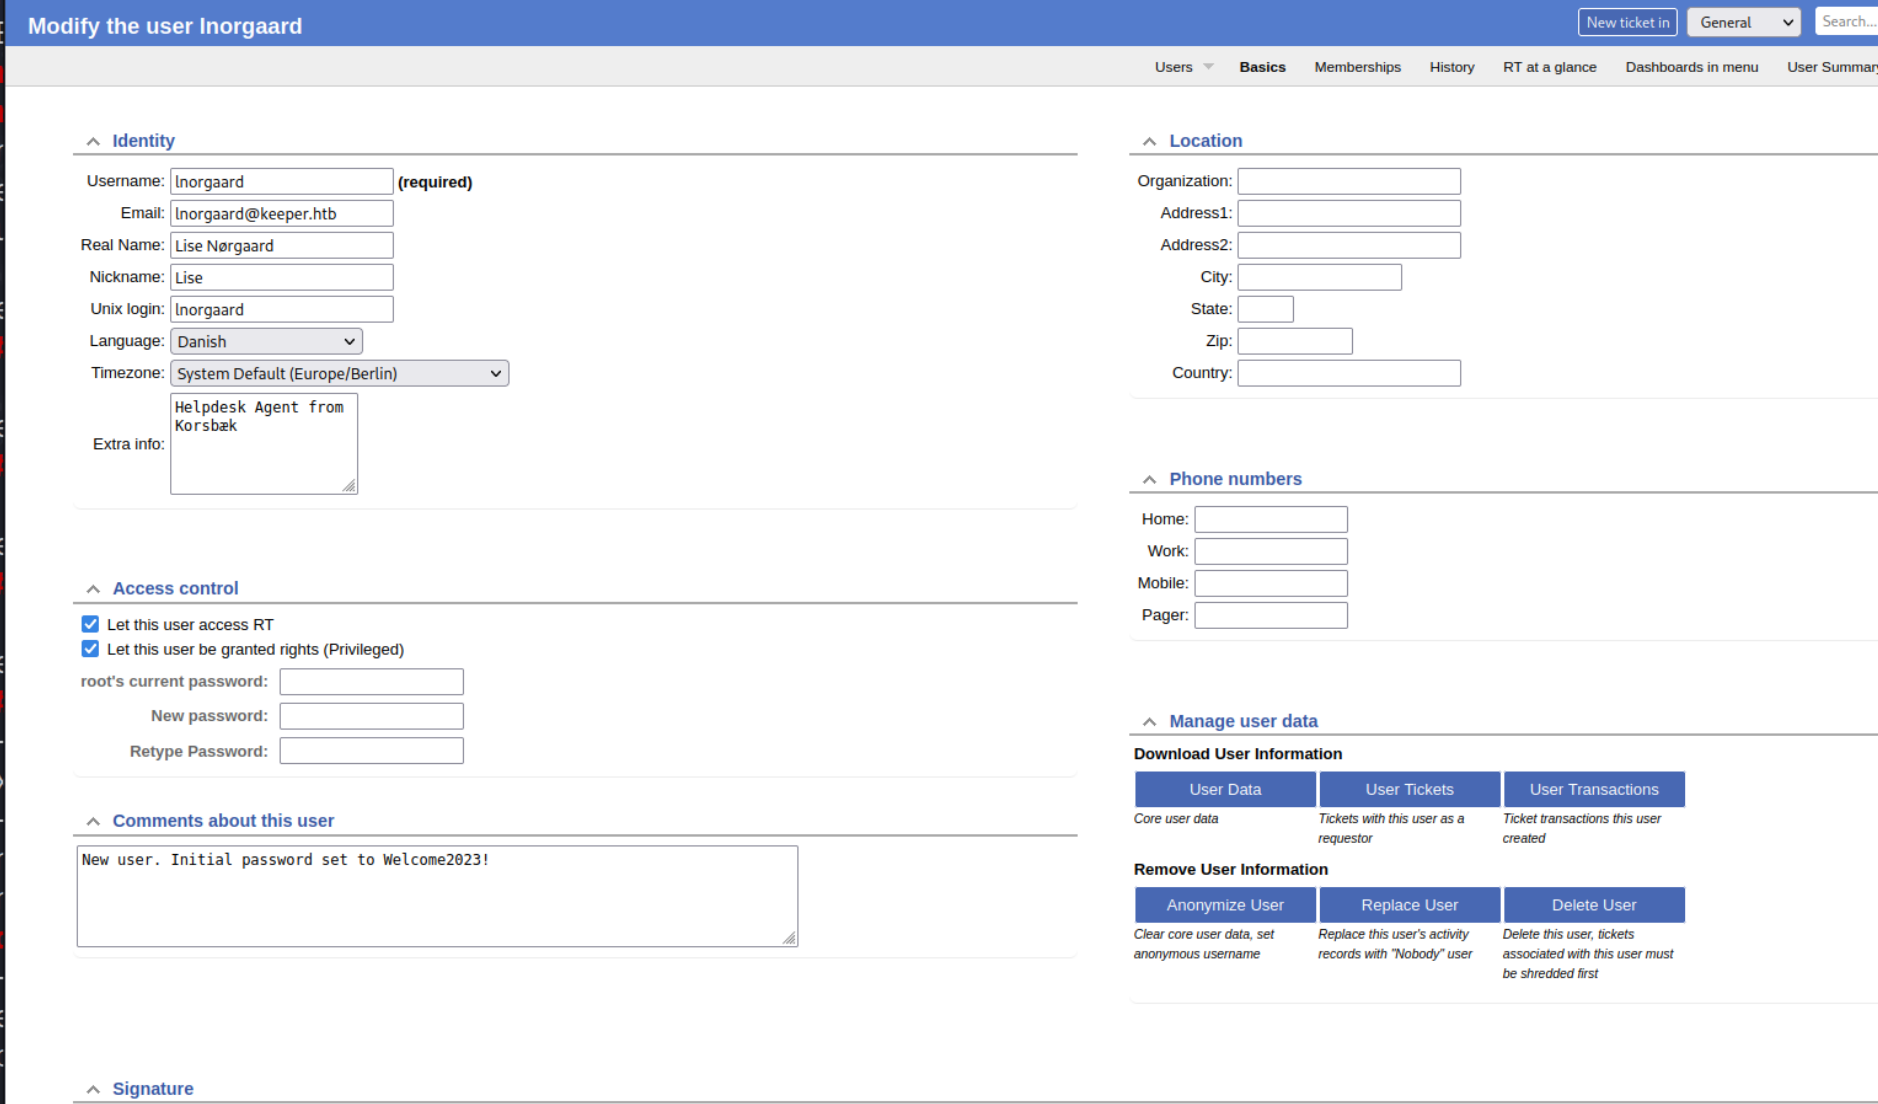 Modify the user lnorgaard
New ticket in
General
Search...
Users
Basics
Memberships
History
RT at a glance
Dashboards in menu
User Summary
Identity
Username: lnorgaard (required)
Email: lnorgaard@keeper.htb
Real Name: Lise Nørgaard
Nickname: Lise
Unix login: lnorgaard
Language: Danish
Timezone: System Default (Europe/Berlin)
Extra info: Helpdesk Agent from
Korsbæk
Access control
Let this user access RT
Let this user be granted rights (Privileged)
root's current password:
New password:
Retype Password:
Comments about this user
New user. Initial password set to Welcome2023!
Signature
Location
Organization:
Address1:
Address2:
City:
State:
Zip:
Country:
Phone numbers
Home:
Work:
Mobile:
Pager:
Manage user data
Download User Information
User Data
User Tickets
User Transactions
Core user data
Tickets with this user as a
requestor
Ticket transactions this user
created
Remove User Information
Anonymize User
Replace User
Delete User
Clear core user data, set
anonymous username
Replace this user's activity
records with "Nobody" user
Delete this user, tickets
associated with this user must
be shredded first